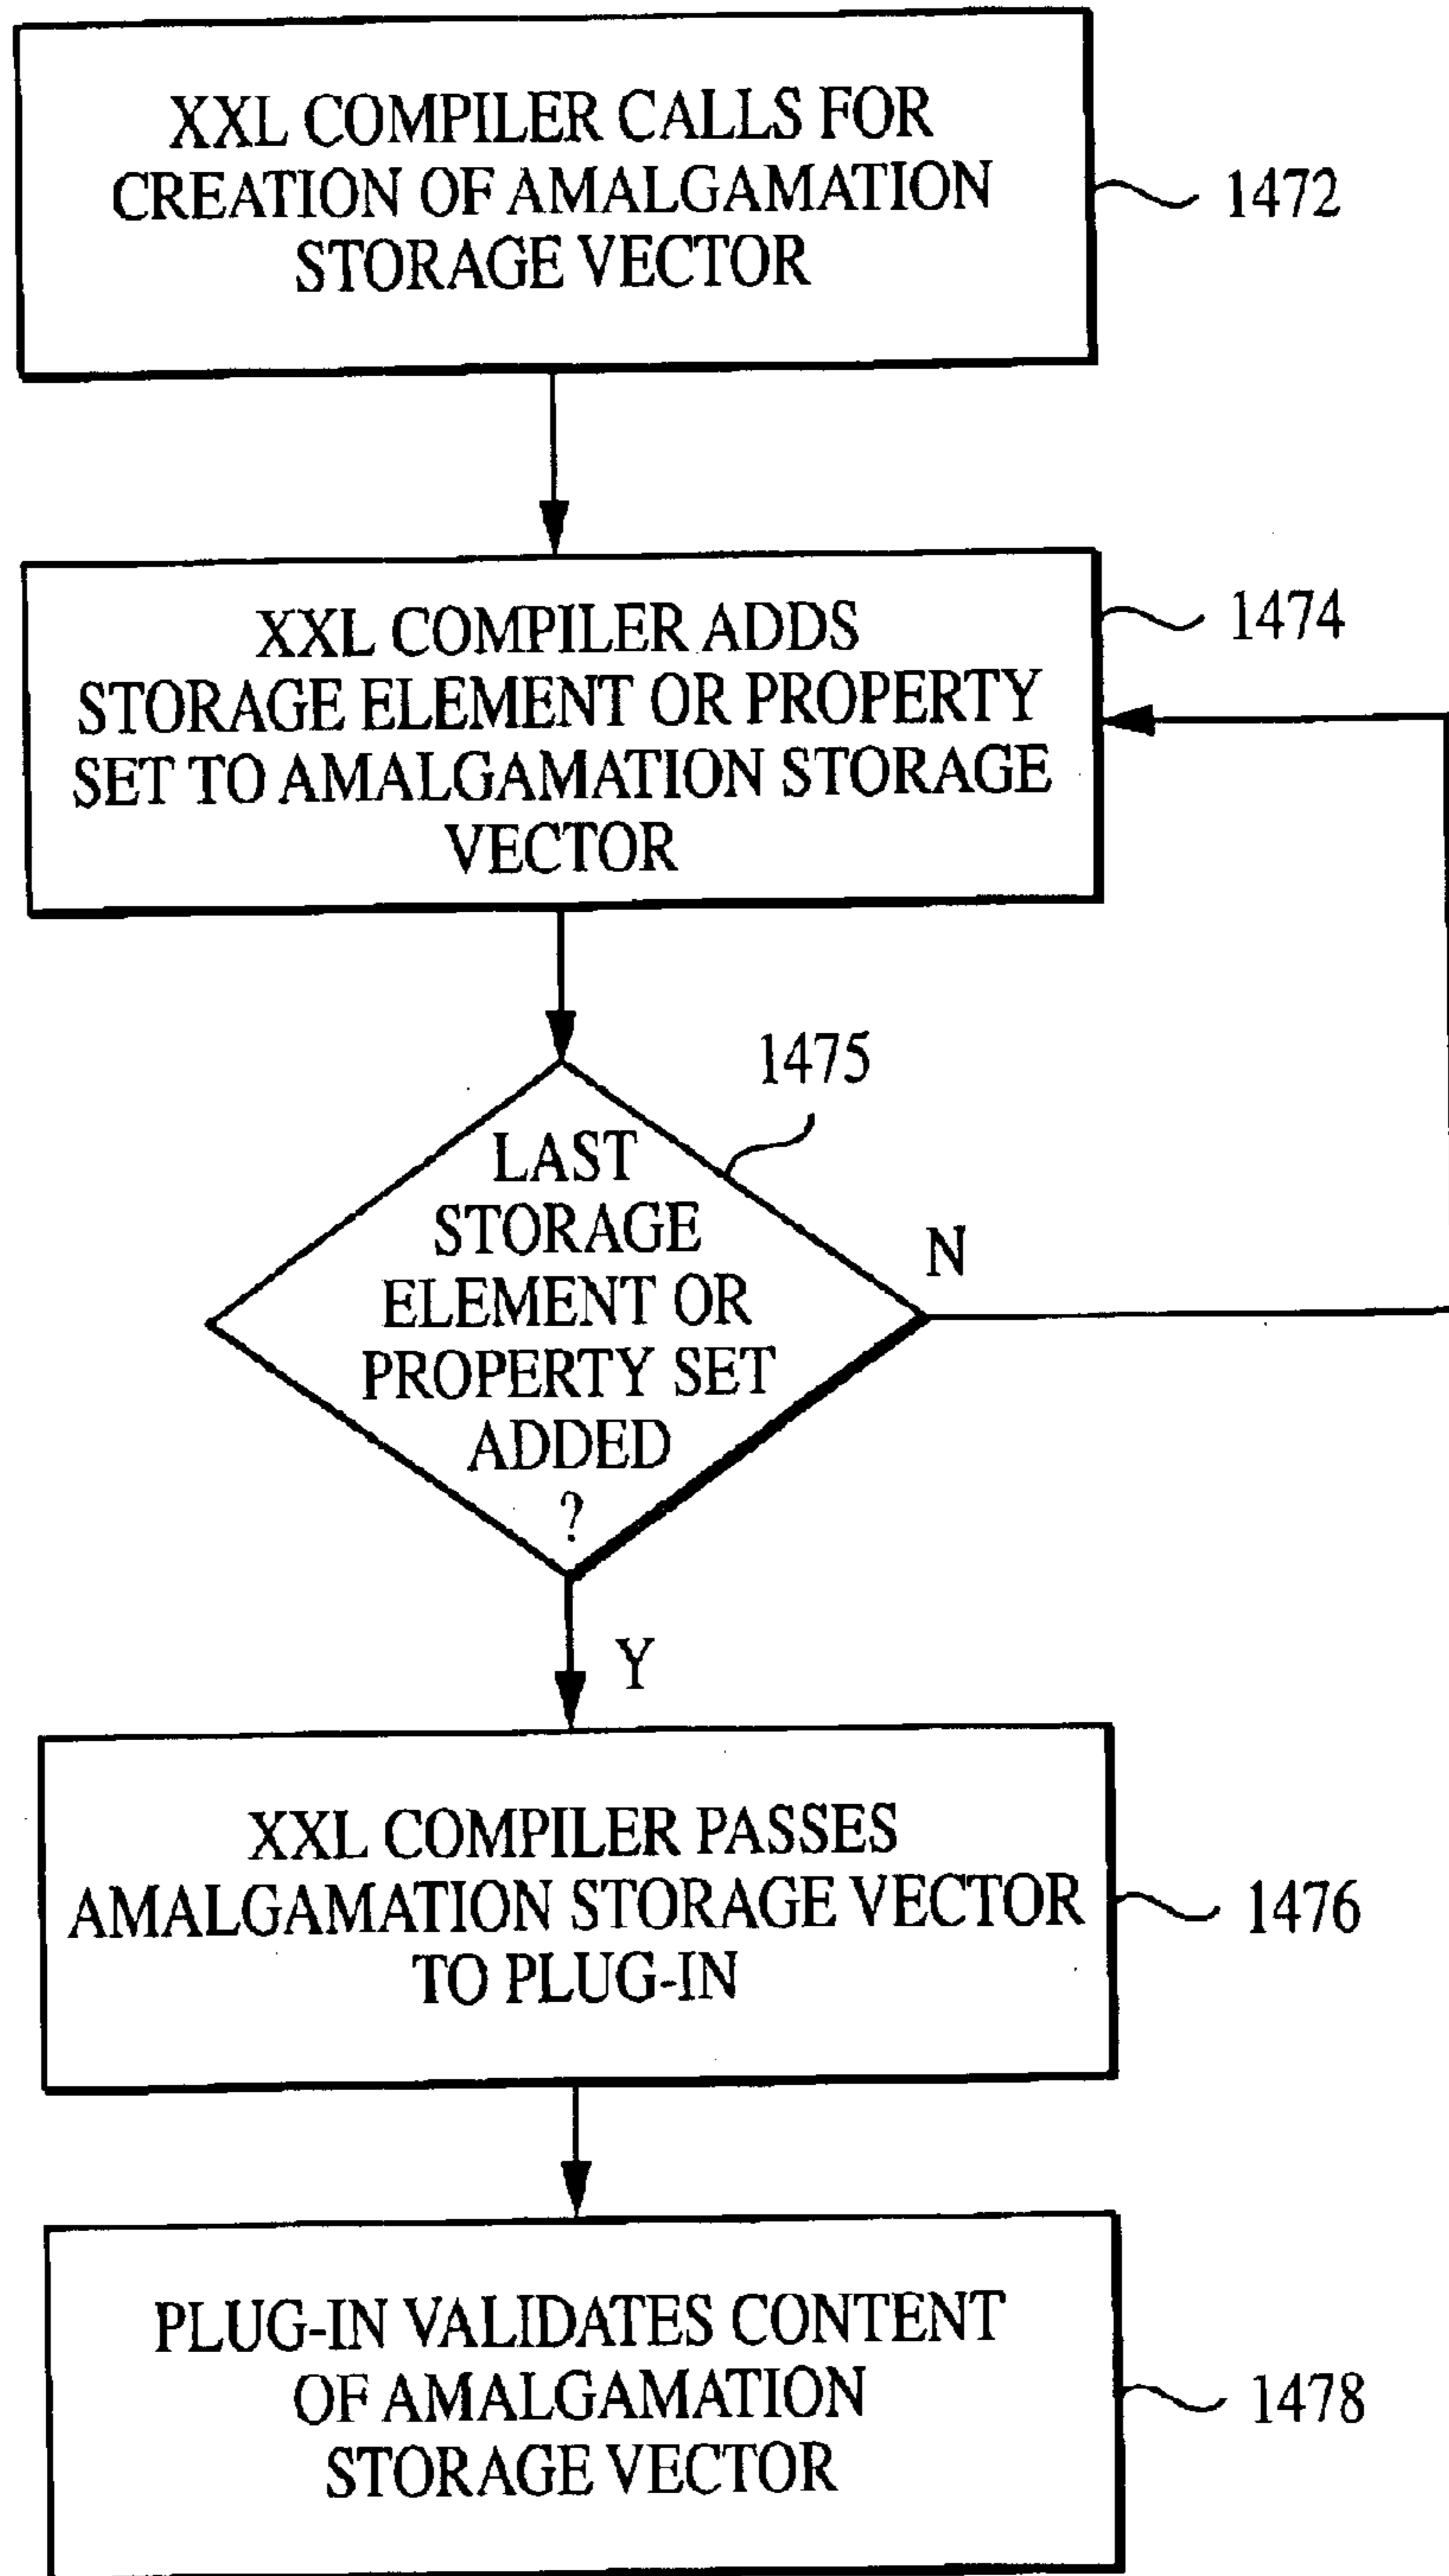 XXL COMPILER CALLS FOR
CREATION OF AMALGAMATION
STORAGE VECTOR
1472
XXL COMPILER ADDS
STORAGE ELEMENT OR PROPERTY
SET TO AMALGAMATION STORAGE
VECTOR
1474
1475
LAST
STORAGE
ELEMENT OR
PROPERTY SET
ADDED
?
N
Y
XXL COMPILER PASSES
AMALGAMATION STORAGE VECTOR
TO PLUG-IN
1476
PLUG-IN VALIDATES CONTENT
OF AMALGAMATION
STORAGE VECTOR
1478